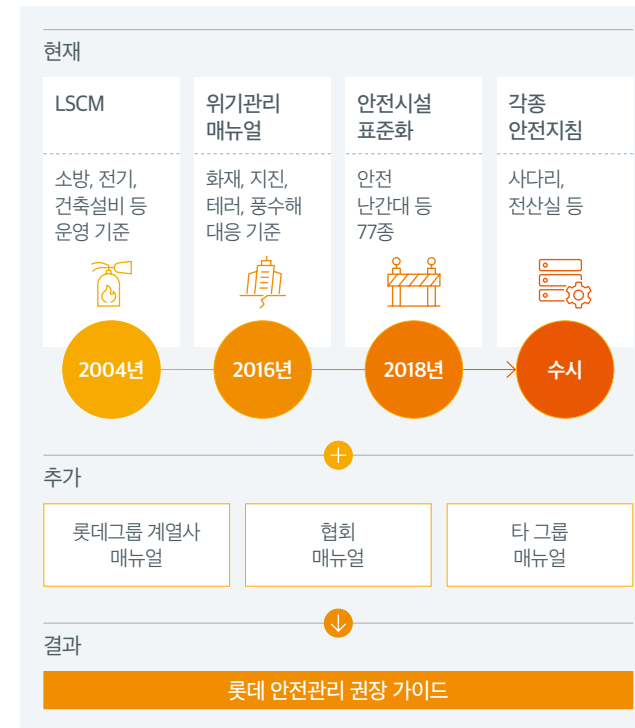 현재
LSCM
소방, 전기,
건축설비 등
운영 기준
2004년
위기관리
매뉴얼
화재, 지진,
테러, 풍수해
대응 기준
2016년
안전시설
표준화
안전
난간대 등
77종
2018년
각종
안전지침
사다리,
전산실 등
수시
추가
롯데그룹 계열사
매뉴얼
협회
매뉴얼
타 그룹
매뉴얼
결과
롯데 안전관리 권장 가이드